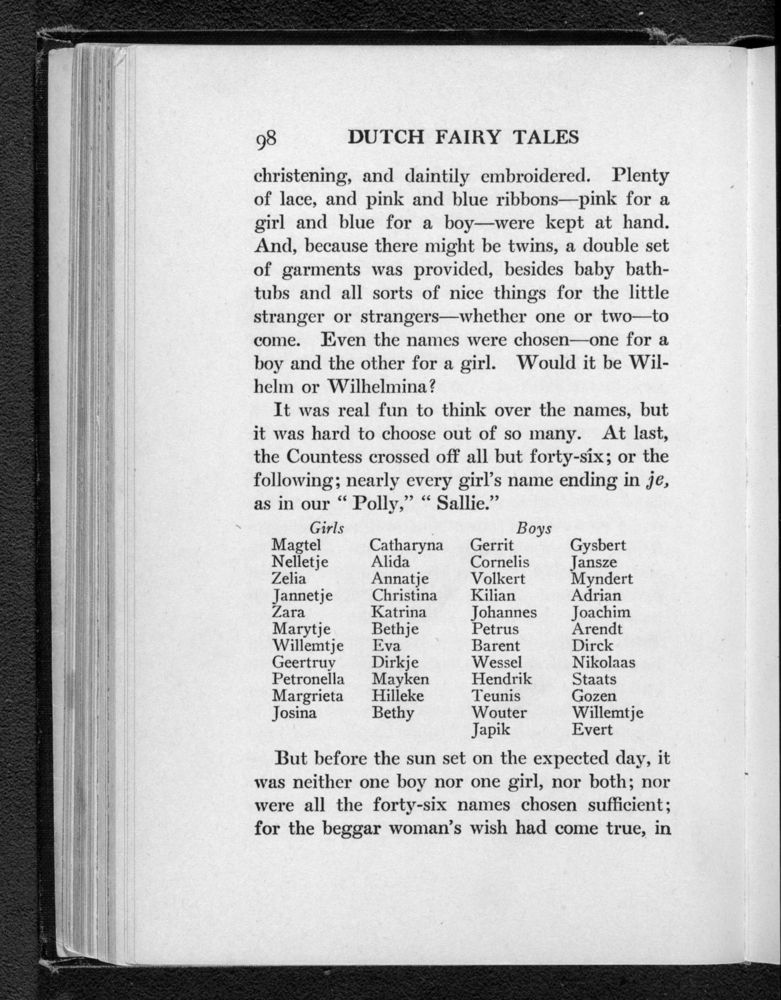 98 DUTCH FAIRY TALES
christening, and daintily embroidered. Plenty
of lace, and pink and blue ribbons—pink for a
girl and blue for a boy—were kept at hand.
And, because there might be twins, a double set
of garments was provided, besides baby bath-
tubs and all sorts of nice things for the little
stranger or strangers—whether one or two—to
come. Even the names were chosen—one for a
boy and the other for a girl. Would it be Wil-
helm or Wilhelmina?
It was real fun to think over the names, but
it was hard to choose out of so many. At last,
the Countess crossed off all but forty-six; or the
following; nearly every girl's name ending in je,
as in our “ Polly,” “ Sallie.”
Girls Boys
Magtel Catharyna Gerrit Gysbert
Nelletje Alida Cornelis Jansze
Zelia Annatje Volkert Myndert
Jannetje Christina Kilian Adrian
Zara Katrina Johannes Joachim
Marytje Bethje Petrus Arendt
Willemtje Eva Barent Dirck
Geertruy Dirkje Wessel Nikolaas
Petronella Mayken Hendrik Staats
Margrieta Hilleke Teunis Gozen
Josina Bethy Wouter Willemtje
Japik Evert
But before the sun set on the expected day, it
was neither one boy nor one girl, nor both; nor
were all the forty-six names chosen sufficient;
for the beggar woman's wish had come true, in